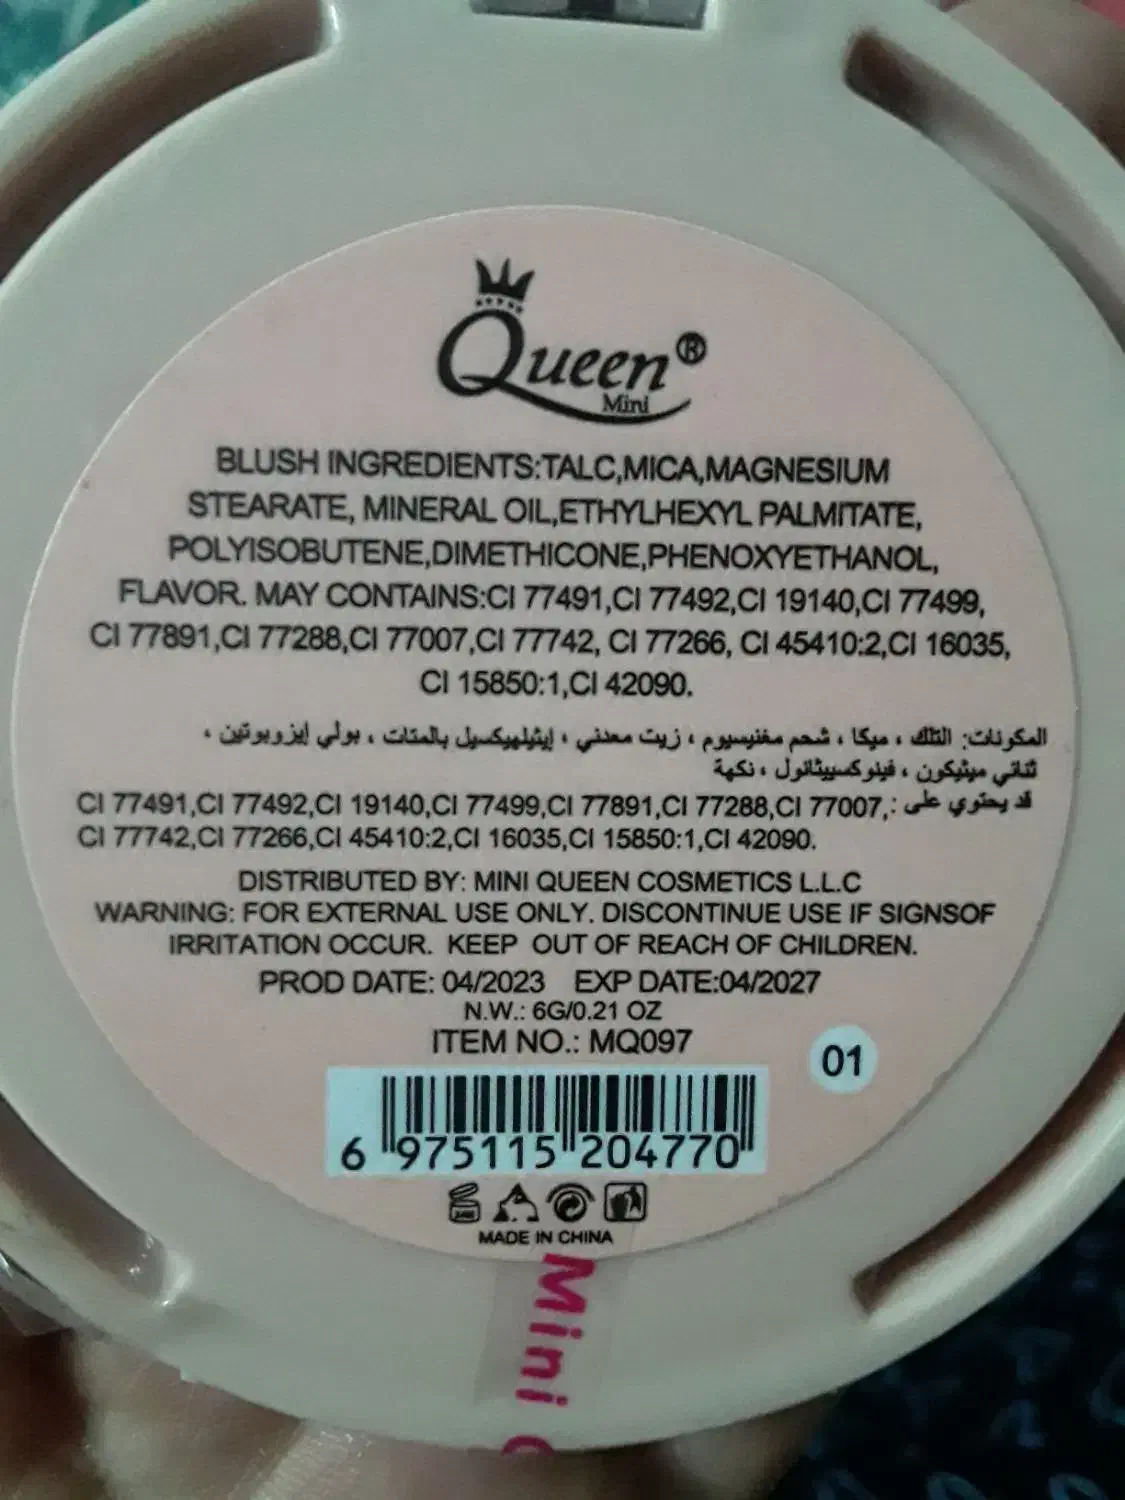 Queen®
Mini
BLUSH INGREDIENTS:TALC,MICA,MAGNESIUM
STEARATE, MINERAL OIL,ETHYLHEXYL PALMITATE,
POLYISOBUTENE,DIMETHICONE,PHENOXYETHANOL,
FLAVOR. MAY CONTAINS:CI 77491,CI 77492,CI 19140,CI 77499,
CI 77891,CI 77288,CI 77007,CI 77742, CI 77266, CI 45410:2,CI 16035,
CI 15850:1,CI 42090.
المكونات: التلك ، ميكا ، شحم مغنيسيوم ، زيت معدني ، إيثيلهيكسيل بالمتات ، بولي إيزوبوتين ،
ثنائي ميثيكون ، فينوكسييثانول ، نكهة
قد يحتوي على :CI 77491,CI 77492,CI 19140,CI 77499,CI 77891,CI 77288,CI 77007,
CI 77742,CI 77266,CI 45410:2,CI 16035,CI 15850:1,CI 42090.
DISTRIBUTED BY: MINI QUEEN COSMETICS L.L.C
WARNING: FOR EXTERNAL USE ONLY. DISCONTINUE USE IF SIGNSOF
IRRITATION OCCUR. KEEP OUT OF REACH OF CHILDREN.
PROD DATE: 04/2023 EXP DATE:04/2027
N.W.: 6G/0.21 OZ
ITEM NO.: MQ097
01
6 975115 204770
MADE IN CHINA
Mini